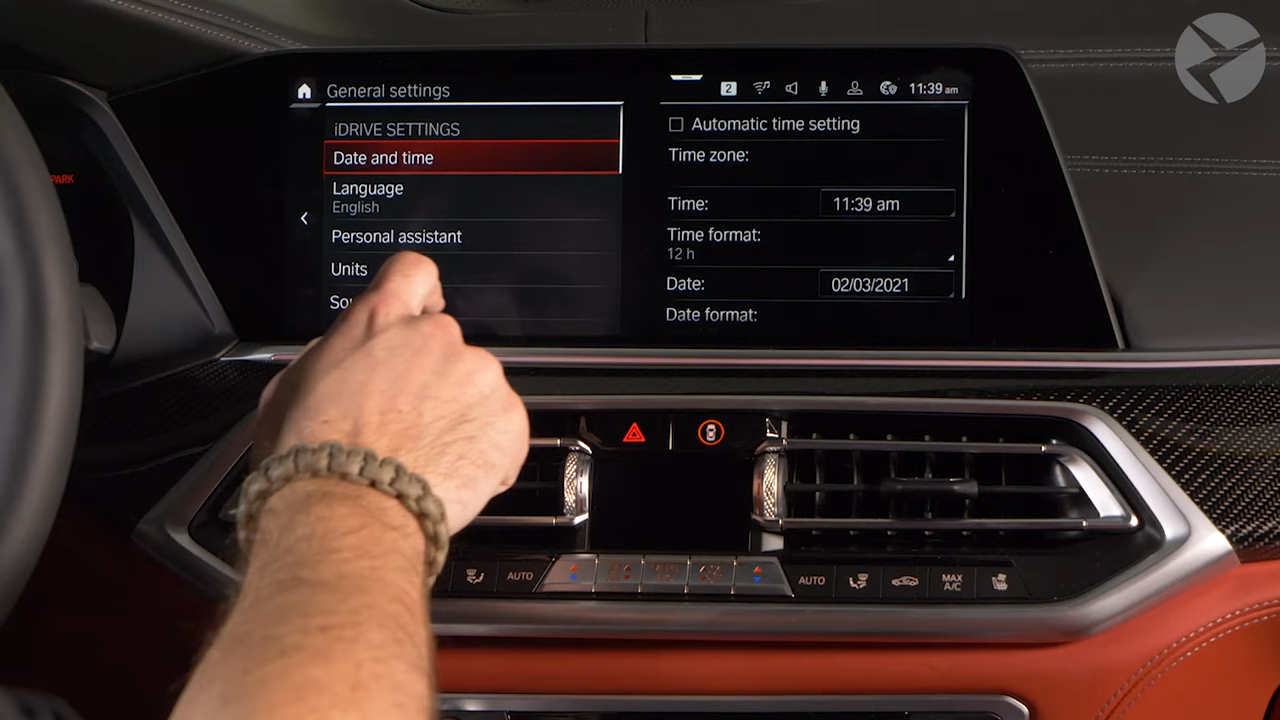 General settings
2
11:39 am
iDRIVE SETTINGS
Date and time
Language
English
Personal assistant
Units
Automatic time setting
Time zone:
Time: 11:39 am
Time format:
12 h
Date: 02/03/2021
Date format:
PARK
AUTO
AUTO
MAX
A/C